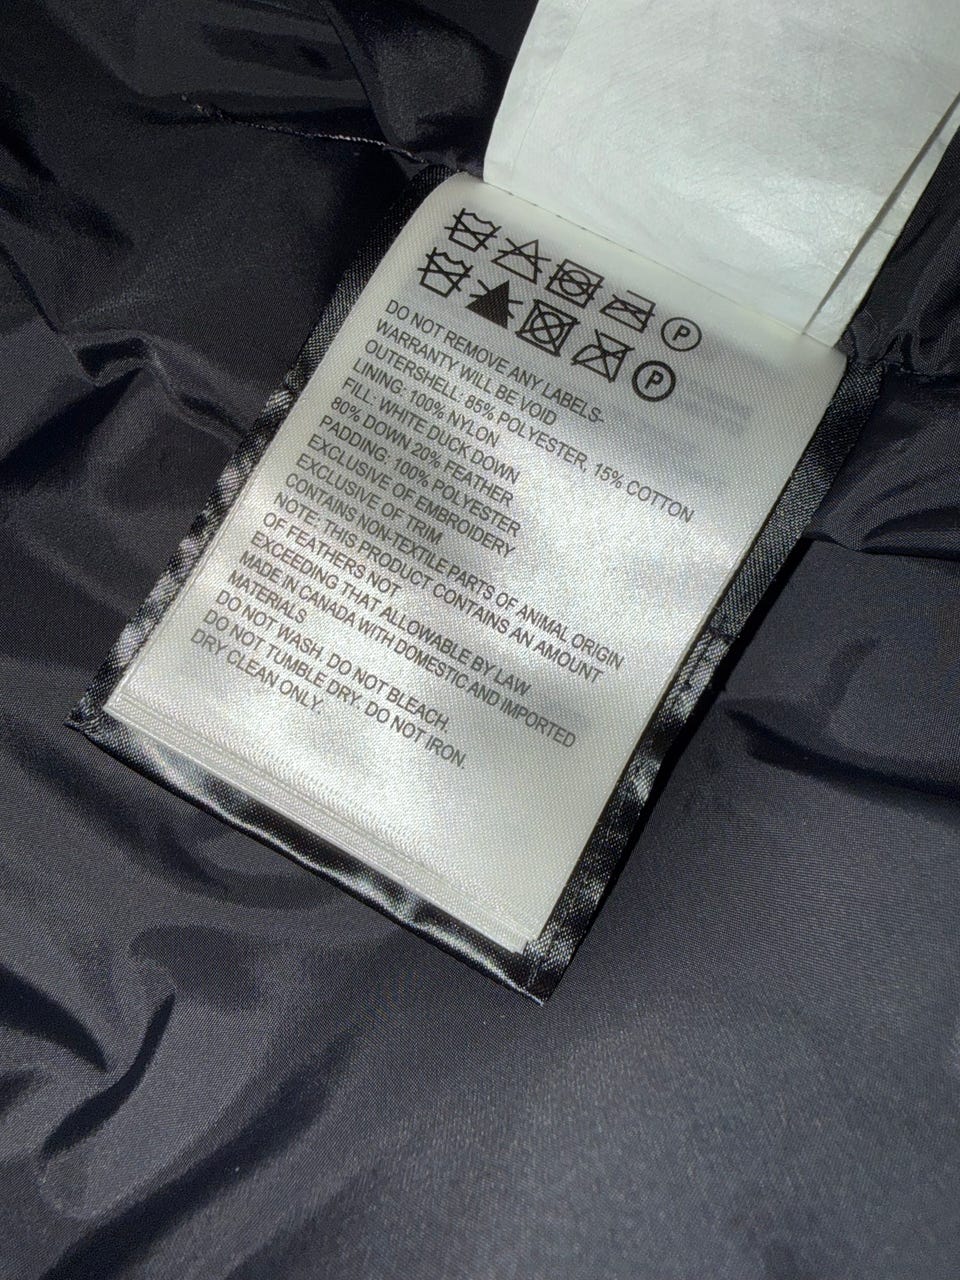 P
P
DO NOT REMOVE ANY LABELS-
WARRANTY WILL BE VOID
OUTERSHELL: 85% POLYESTER, 15% COTTON
LINING: 100% NYLON
FILL: WHITE DUCK DOWN
80% DOWN 20% FEATHER
PADDING: 100% POLYESTER
EXCLUSIVE OF EMBROIDERY
EXCLUSIVE OF TRIM
CONTAINS NON-TEXTILE PARTS OF ANIMAL ORIGIN
NOTE: THIS PRODUCT CONTAINS AN AMOUNT
OF FEATHERS NOT
EXCEEDING THAT ALLOWABLE BY LAW
MADE IN CANADA WITH DOMESTIC AND IMPORTED
MATERIALS
DO NOT WASH. DO NOT BLEACH.
DO NOT TUMBLE DRY. DO NOT IRON.
DRY CLEAN ONLY.